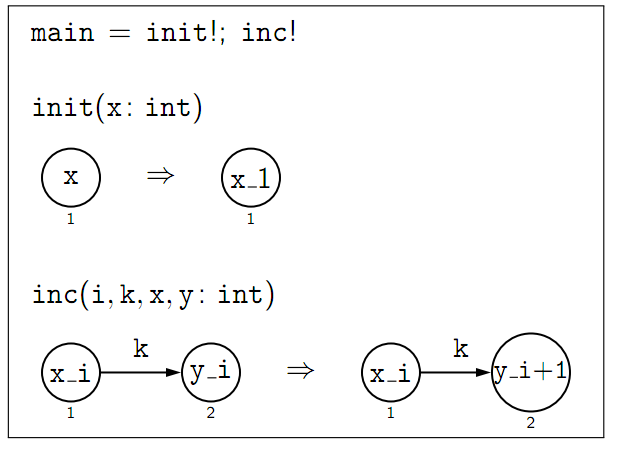 main = init!; inc!
init(x: int)
x ⇒ x_1
1 1
inc(i, k, x, y: int)
k k
x_i y_i ⇒ x_i y_i+1
1 2 1 2